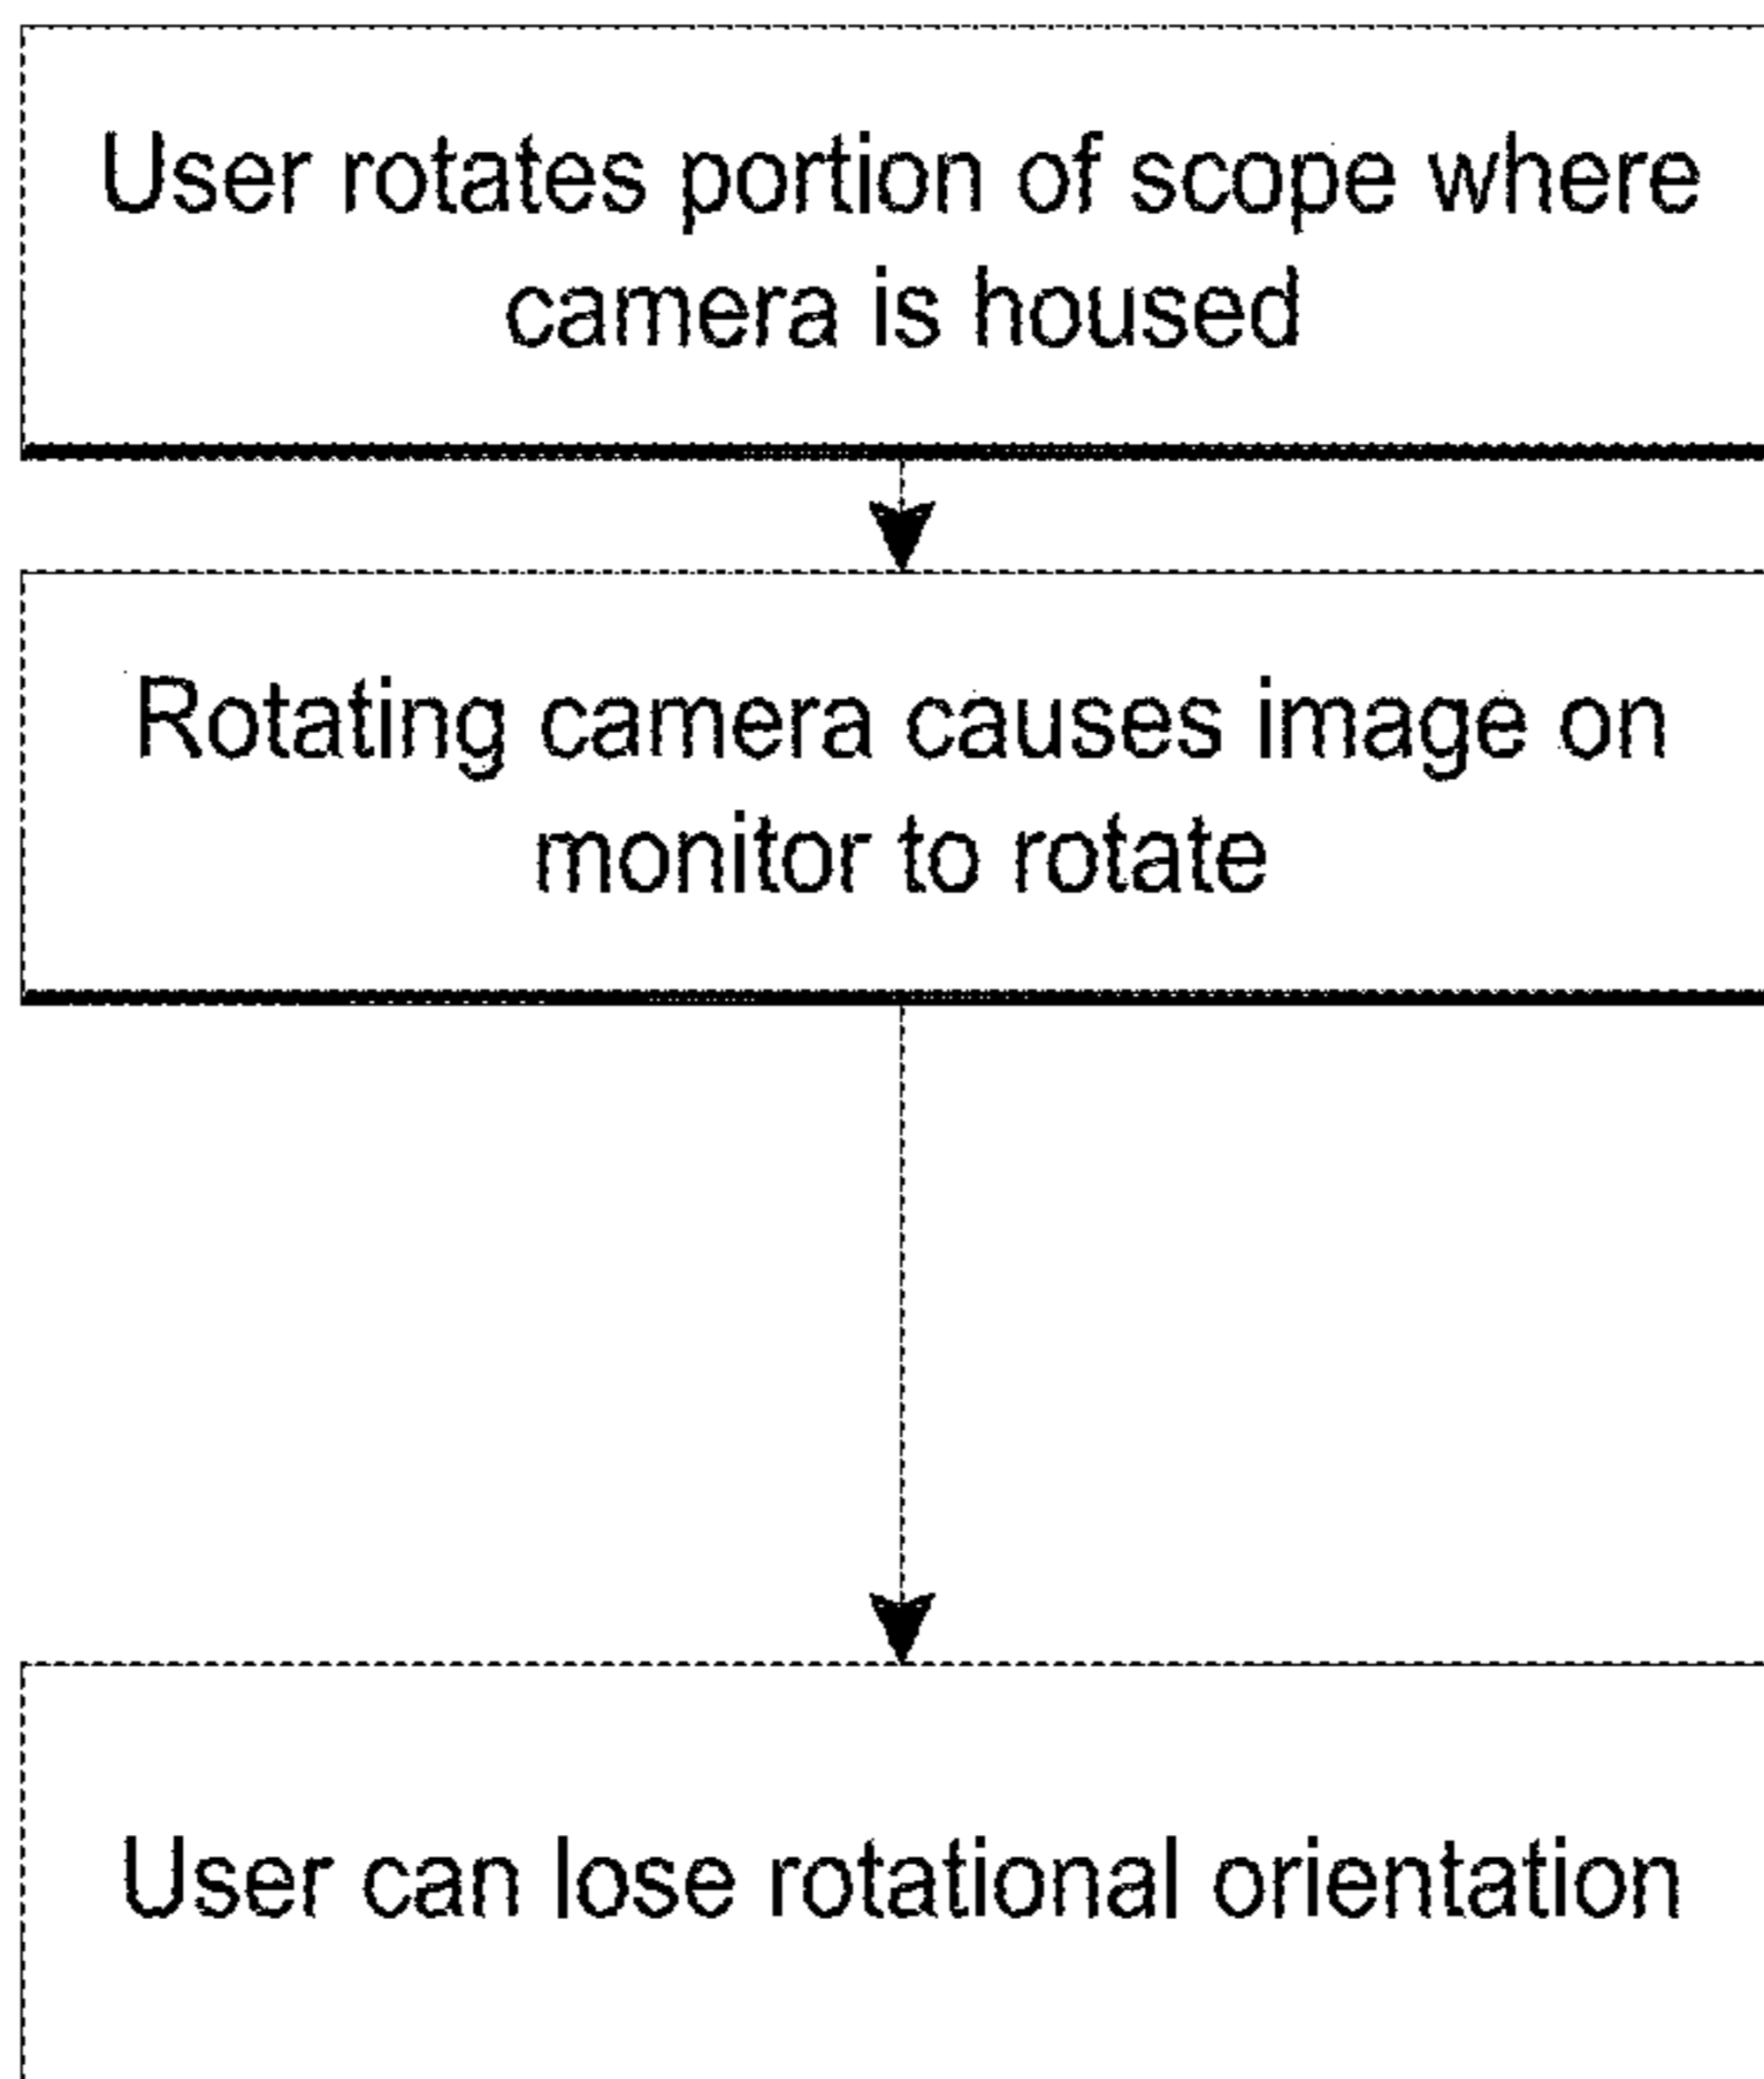 User rotates portion of scope where
camera is housed
Rotating camera causes image on
monitor to rotate
User can lose rotational orientation